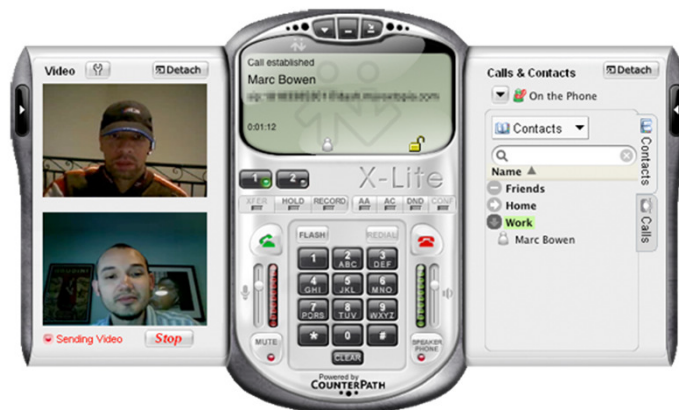 Video
Detach
Sending Video
Stop
Call established
Marc Bowen
0:01:12
1 2
X-Lite
XFER HOLD RECORD AA AC DND CONF
FLASH REDIAL
1 2 ABC 3 DEF
4 GHI 5 JKL 6 MNO
7 PQRS 8 TUV 9 WXYZ
* 0 #
CLEAR
MUTE
SPEAKER PHONE
Powered by
COUNTERPATH
Calls & Contacts
Detach
On the Phone
Contacts
Name
Friends
Home
Work
Marc Bowen
Contacts
Calls